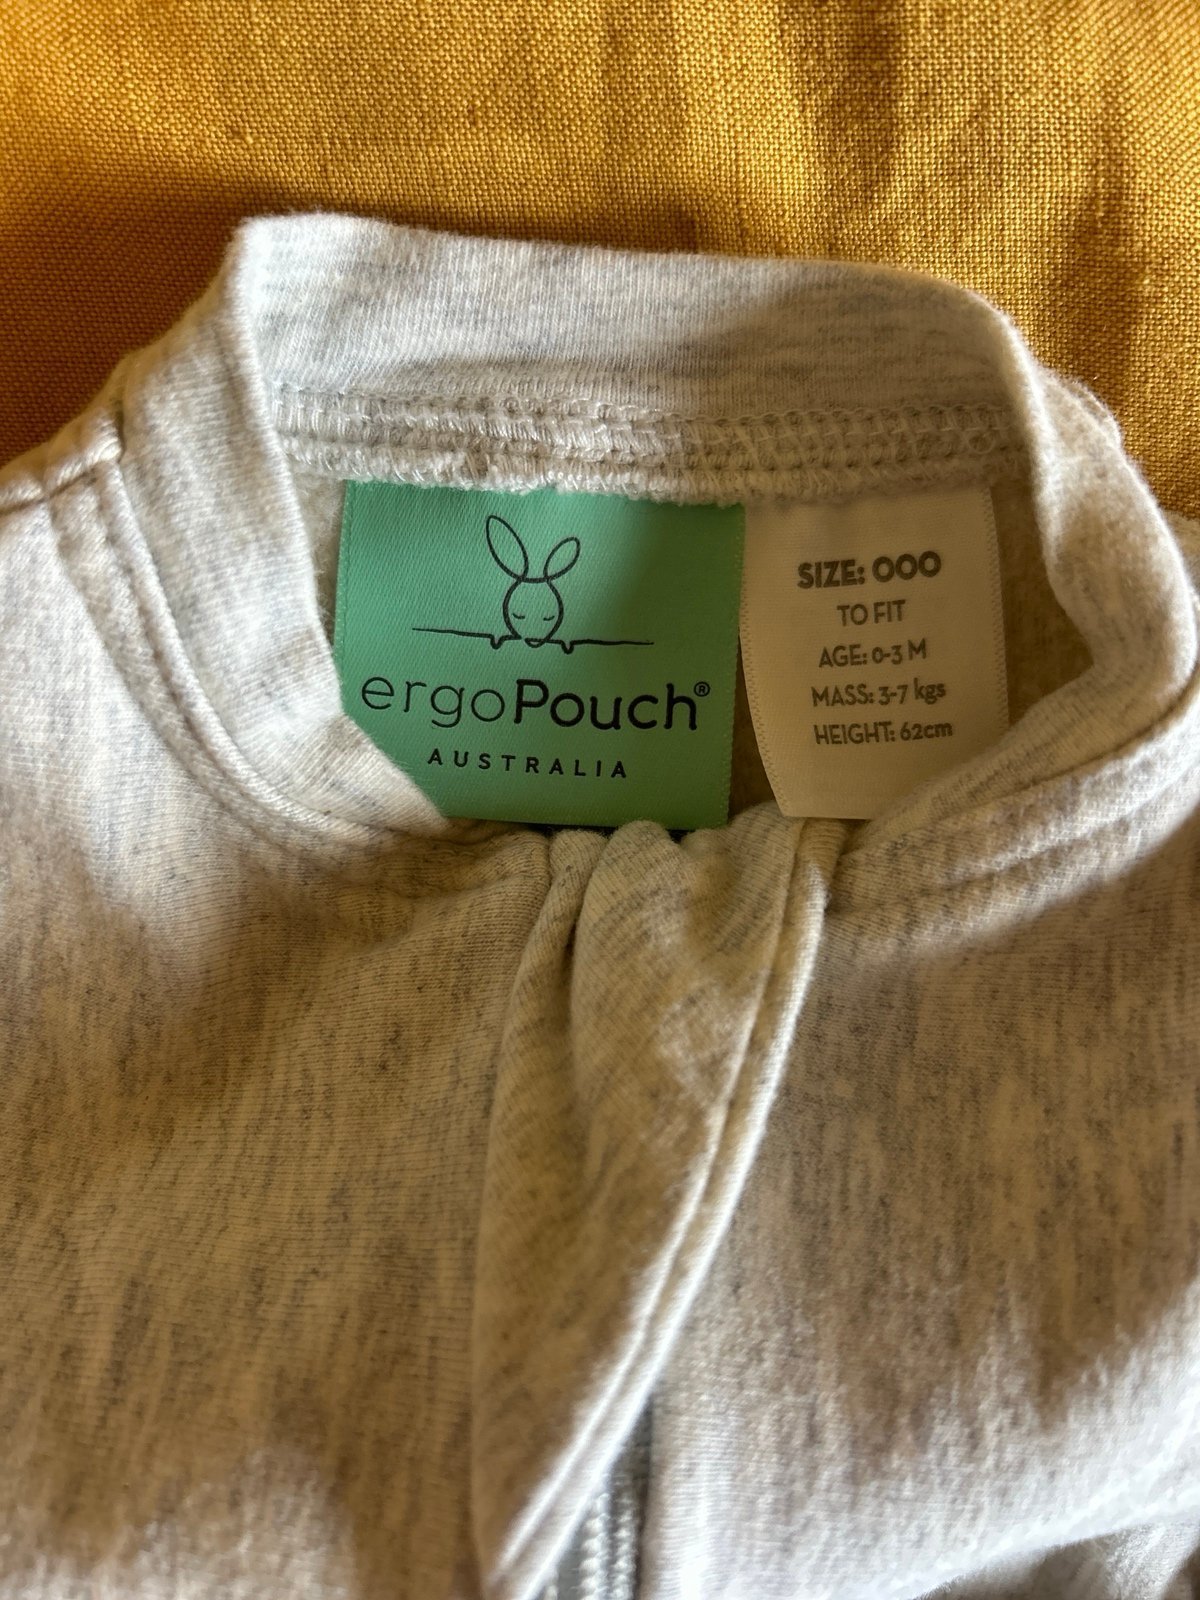 ergoPouch®
AUSTRALIA
SIZE: 000
TO FIT
AGE: 0-3 M
MASS: 3-7 kgs
HEIGHT: 62cm